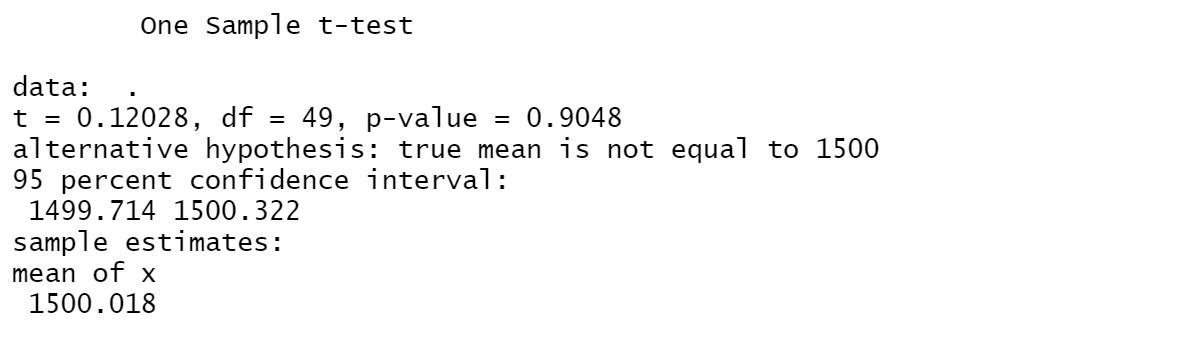 One Sample t-test
data: .
t = 0.12028, df = 49, p-value = 0.9048
alternative hypothesis: true mean is not equal to 1500
95 percent confidence interval:
1499.714 1500.322
sample estimates:
mean of x
1500.018